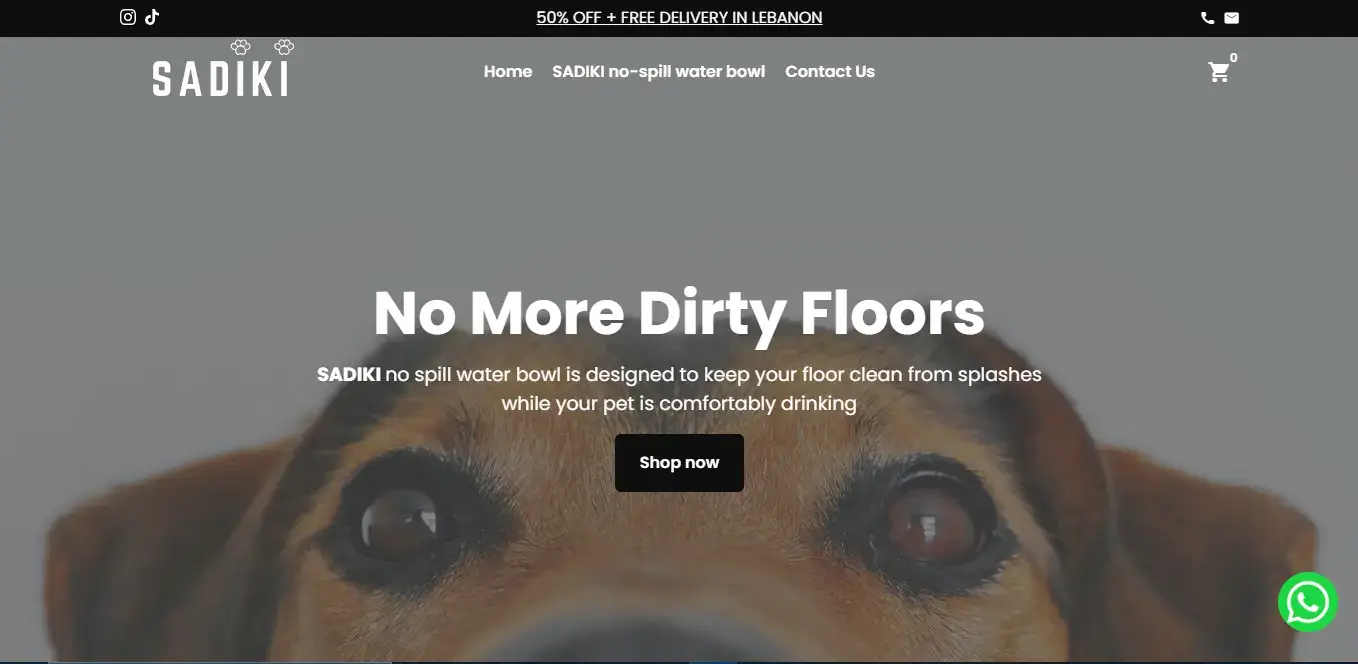 50% OFF + FREE DELIVERY IN LEBANON
SADIKI
Home
SADIKI no-spill water bowl
Contact Us
0
No More Dirty Floors
SADIKI no spill water bowl is designed to keep your floor clean from splashes
while your pet is comfortably drinking
Shop now